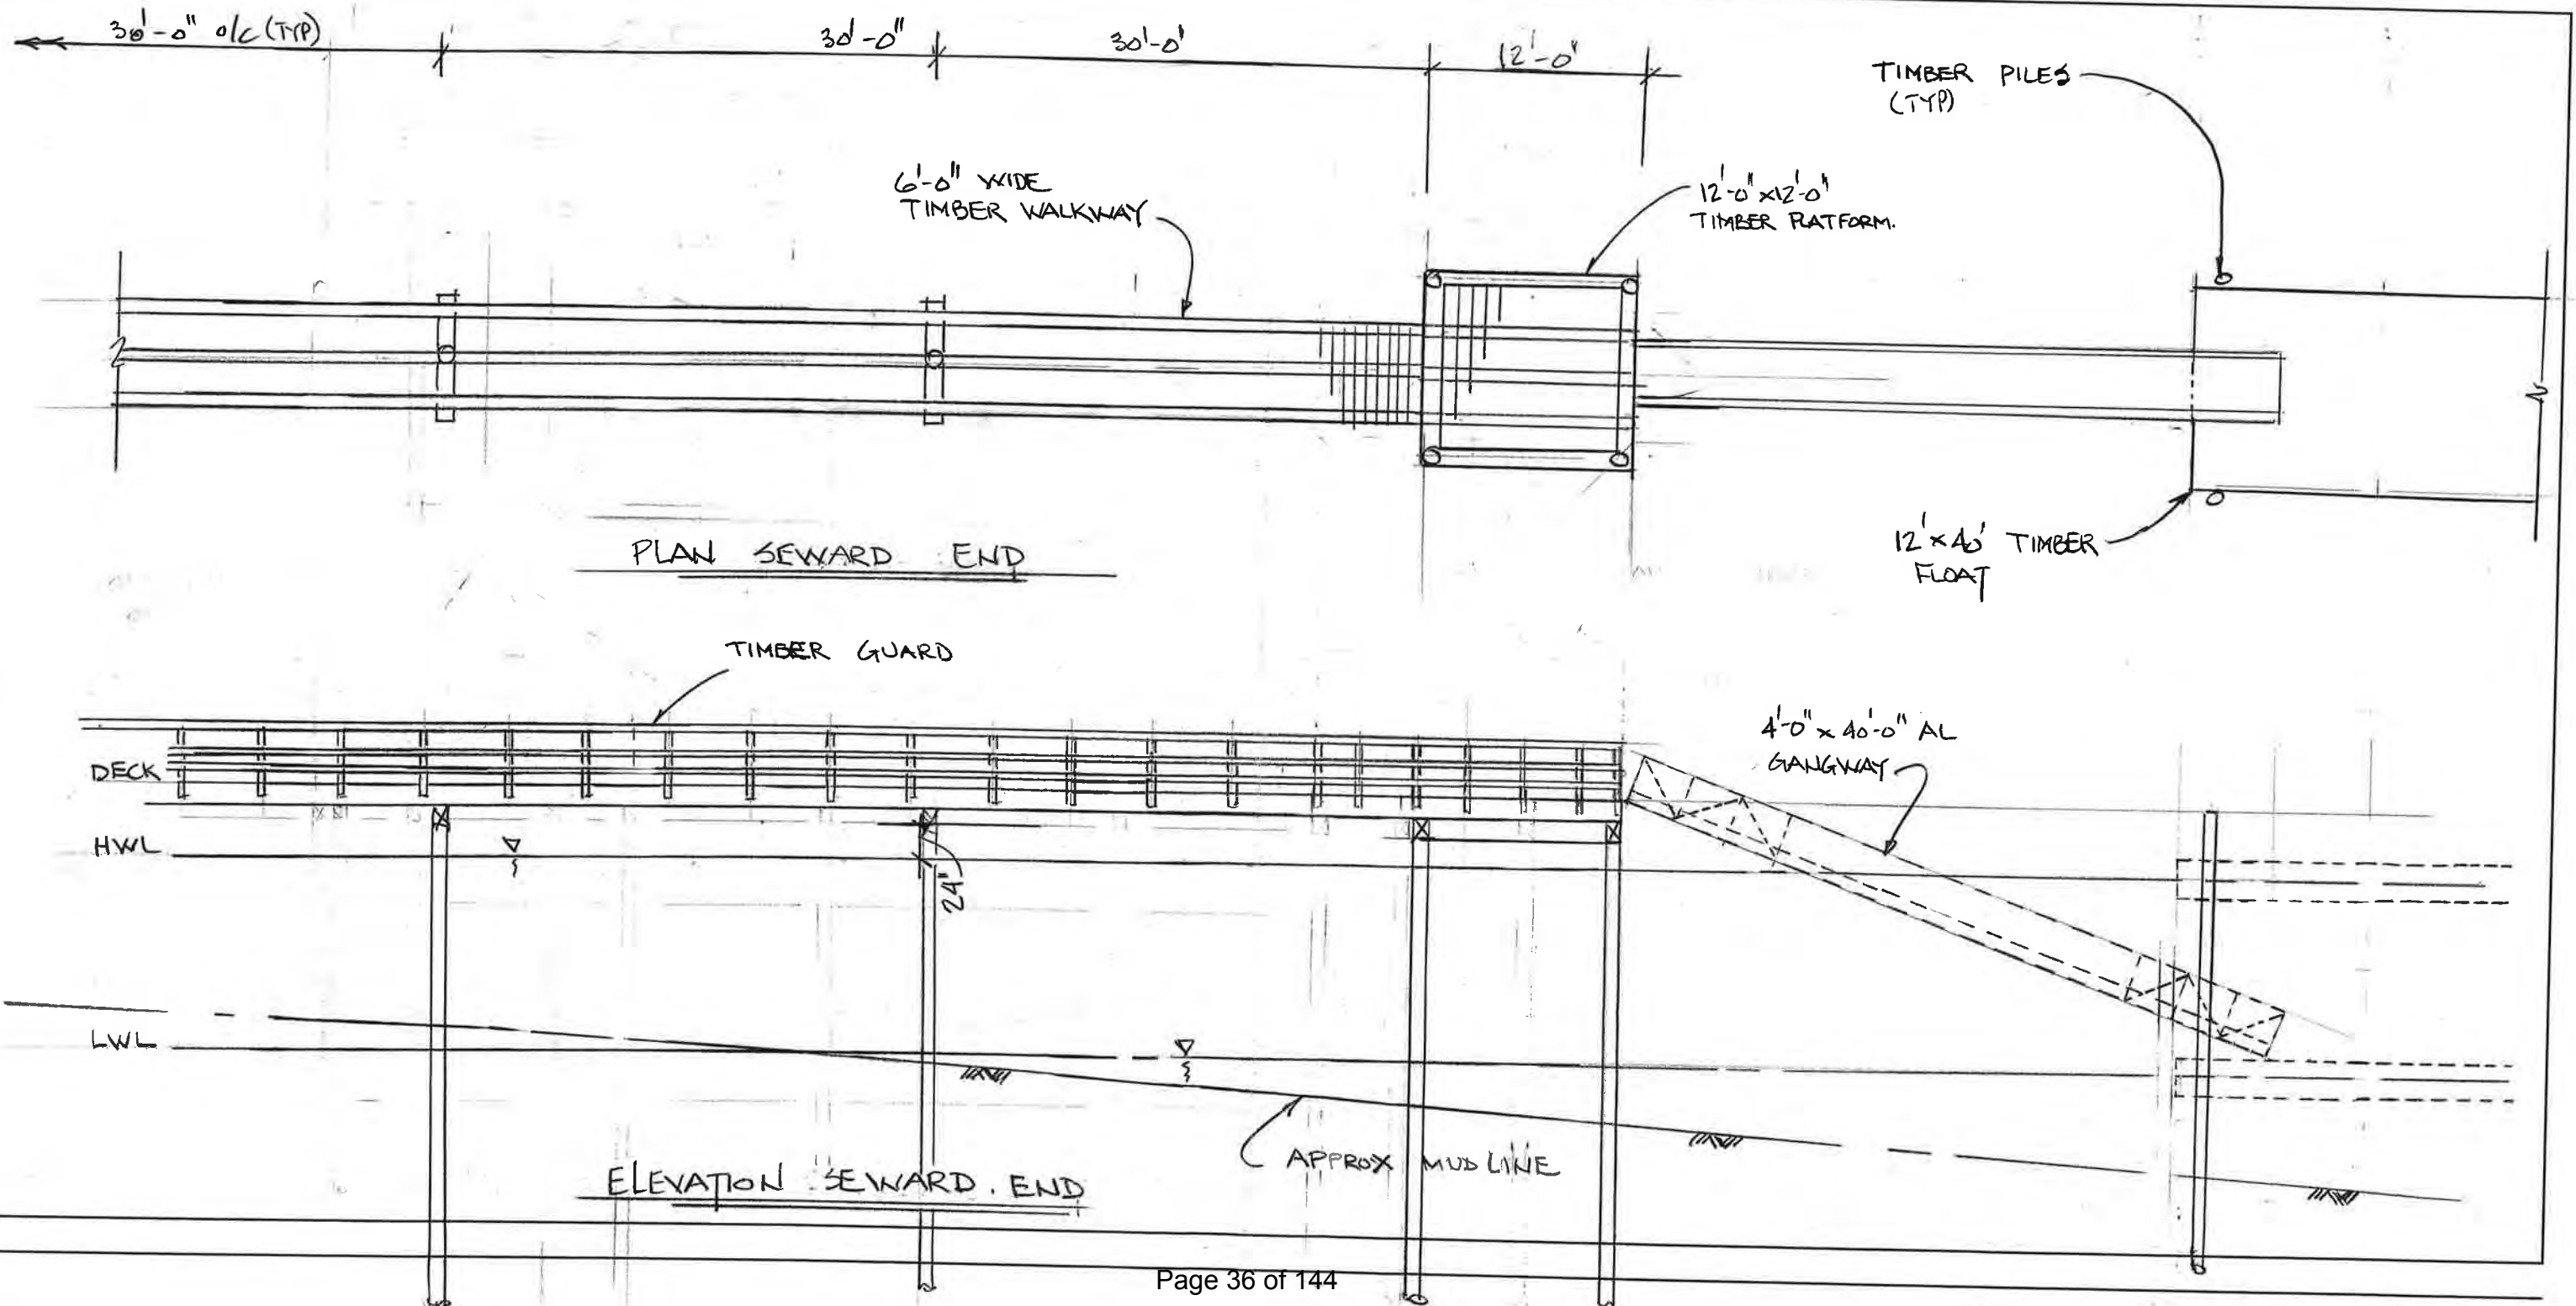 30'-0" o/c (TYP)
30'-0"
30'-0'
12'-0"
TIMBER PILES
(TYP)
6'-0" WIDE
TIMBER WALKWAY
12'-0" x12'-0"
TIMBER PLATFORM.
12' x 40' TIMBER
FLOAT
PLAN SEWARD END
TIMBER GUARD
4'-0" x 40'-0" AL
GANGWAY
DECK
HWL
24"
LWL
APPROX MUD LINE
ELEVATION SEWARD. END
Page 36 of 144